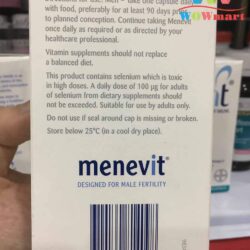 WOWmart
with food, preferably for at least 90 days prior
to planned conception. Continue taking Menevit
once daily as required or as directed by your
healthcare professional.
Vitamin supplements should not replace
a balanced diet.
This product contains selenium which is toxic
in high doses. A daily dose of 100 µg for adults
of selenium from dietary supplements should
not be exceeded. Suitable for use by adults only.
Do not use if seal around cap is missing or broken.
Store below 25°C (in a cool dry place).
menevit®
DESIGNED FOR MALE FERTILITY